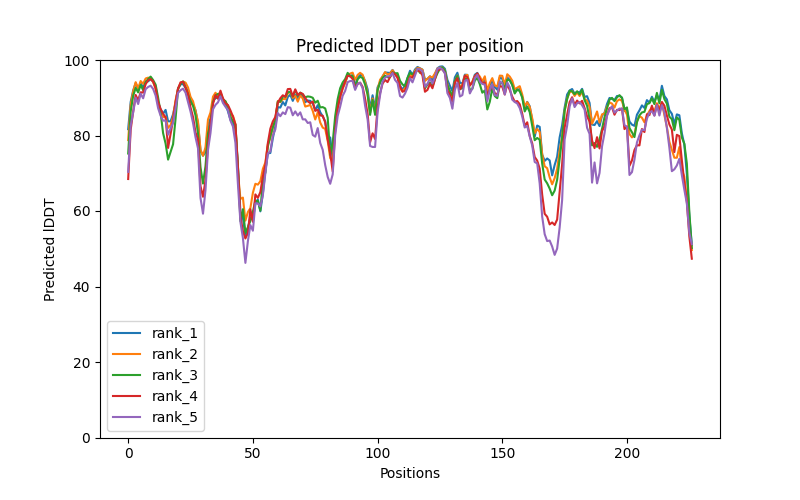 Predicted lDDT per position
100
80
60
40
20
0
Predicted lDDT
0 50 100 150 200
Positions
rank_1
rank_2
rank_3
rank_4
rank_5